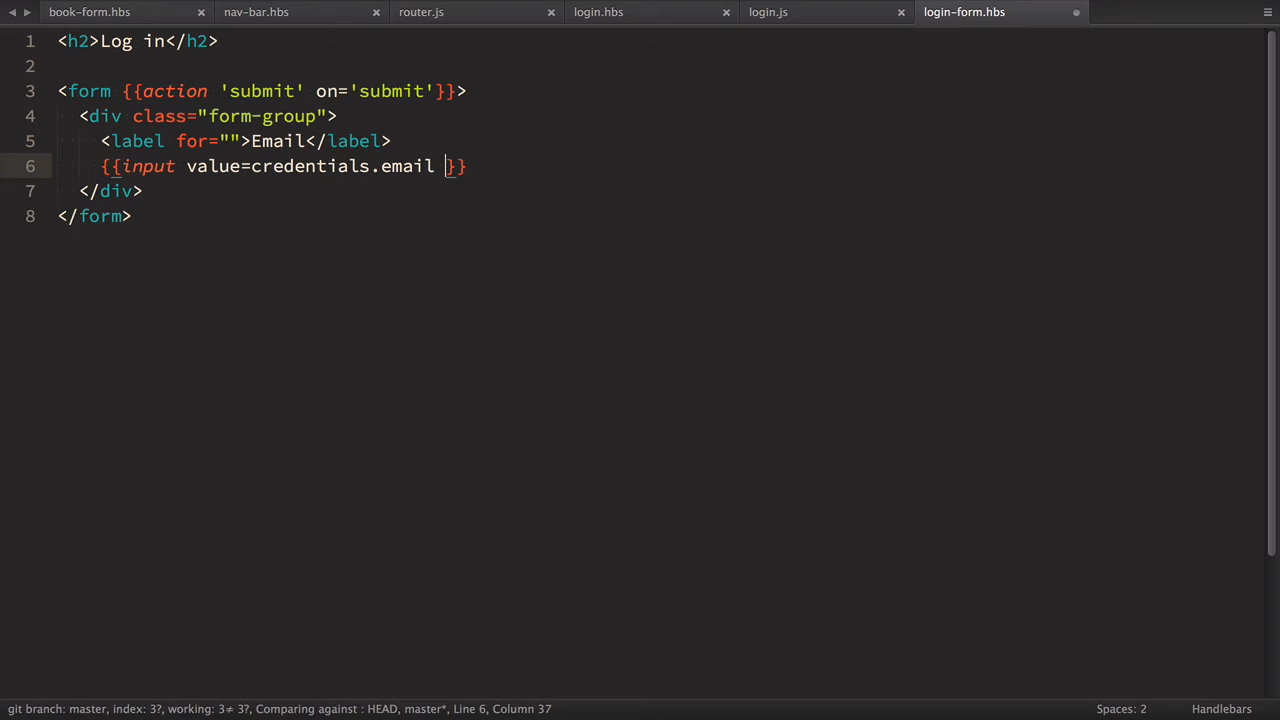 book-form.hbs nav-bar.hbs router.js login.hbs login.js login-form.hbs
1 <h2>Log in</h2>
2
3 <form {{action 'submit' on='submit'}}>
4 <div class="form-group">
5 <label for="">Email</label>
6 {{input value=credentials.email }}
7 </div>
8 </form>
git branch: master, index: 3?, working: 3≠ 3?, Comparing against : HEAD, master*, Line 6, Column 37 Spaces: 2 Handlebars